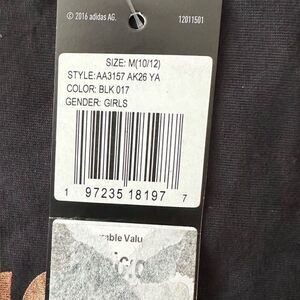 © 2016 adidas AG. 12011501
SIZE: M(10/12)
STYLE:AA3157 AK26 YA
COLOR: BLK 017
GENDER: GIRLS
1 97235 18197 7